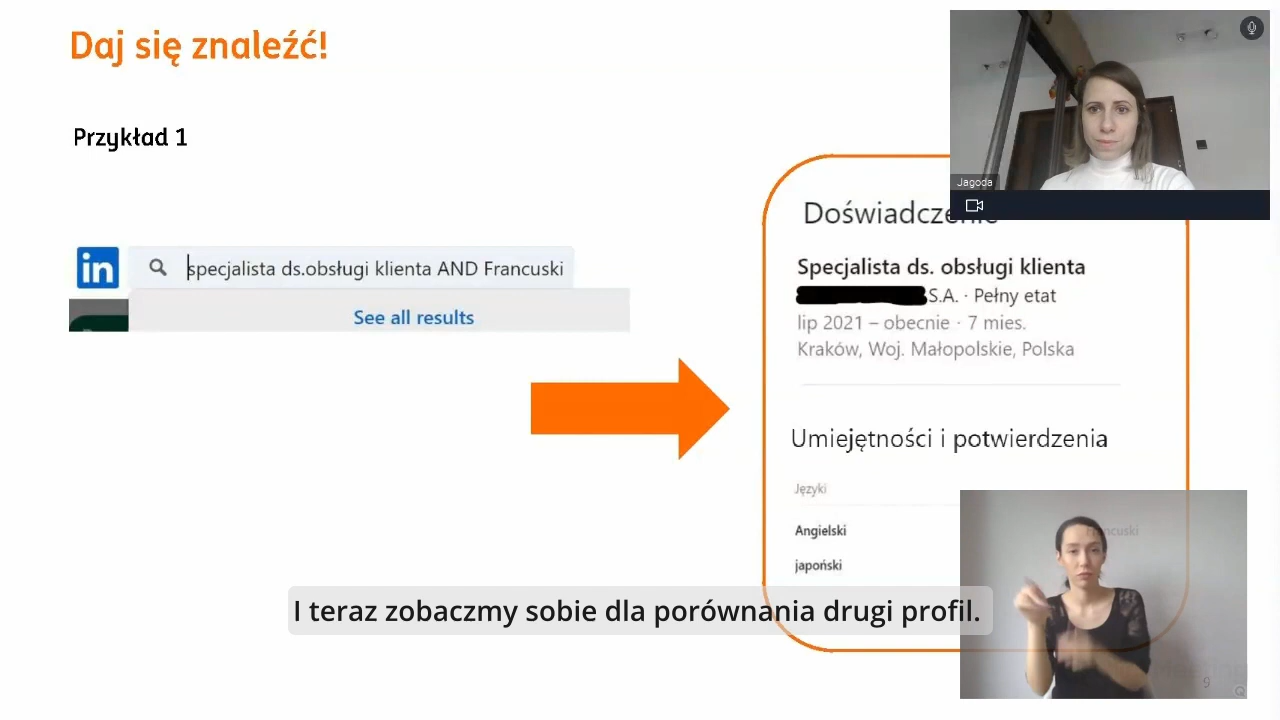 Daj się znaleźć!
Przykład 1
Jagoda
in
specjalista ds.obsługi klienta AND Francuski
See all results
Doświadczenie
Specjalista ds. obsługi klienta
S.A. · Pełny etat
lip 2021 – obecnie · 7 mies.
Kraków, Woj. Małopolskie, Polska
Umiejętności i potwierdzenia
Języki
Angielski
Francuski
japoński
I teraz zobaczmy sobie dla porównania drugi profil.
9